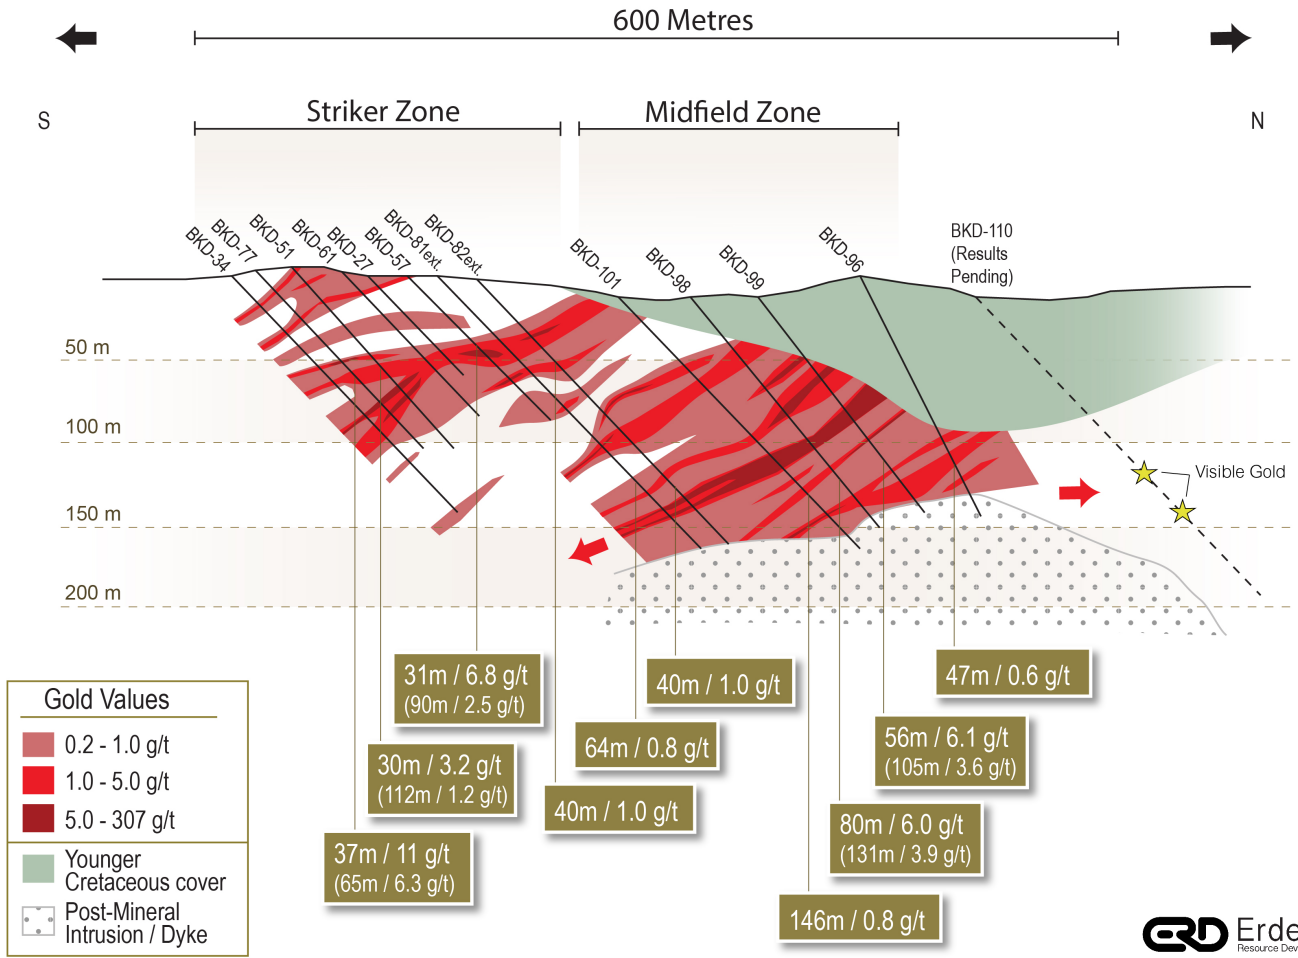 600 Metres
Striker Zone
Midfield Zone
S
N
BKD-34
BKD-77
BKD-51
BKD-61
BKD-27
BKD-57
BKD-81ext.
BKD-82ext.
BKD-101
BKD-98
BKD-99
BKD-96
BKD-110
(Results
Pending)
50 m
100 m
150 m
200 m
Visible Gold
31m / 6.8 g/t
(90m / 2.5 g/t)
40m / 1.0 g/t
47m / 0.6 g/t
64m / 0.8 g/t
56m / 6.1 g/t
(105m / 3.6 g/t)
30m / 3.2 g/t
(112m / 1.2 g/t)
40m / 1.0 g/t
80m / 6.0 g/t
(131m / 3.9 g/t)
37m / 11 g/t
(65m / 6.3 g/t)
146m / 0.8 g/t
Gold Values
0.2 - 1.0 g/t
1.0 - 5.0 g/t
5.0 - 307 g/t
Younger
Cretaceous cover
Post-Mineral
Intrusion / Dyke
ERD Erde
Resource Dev